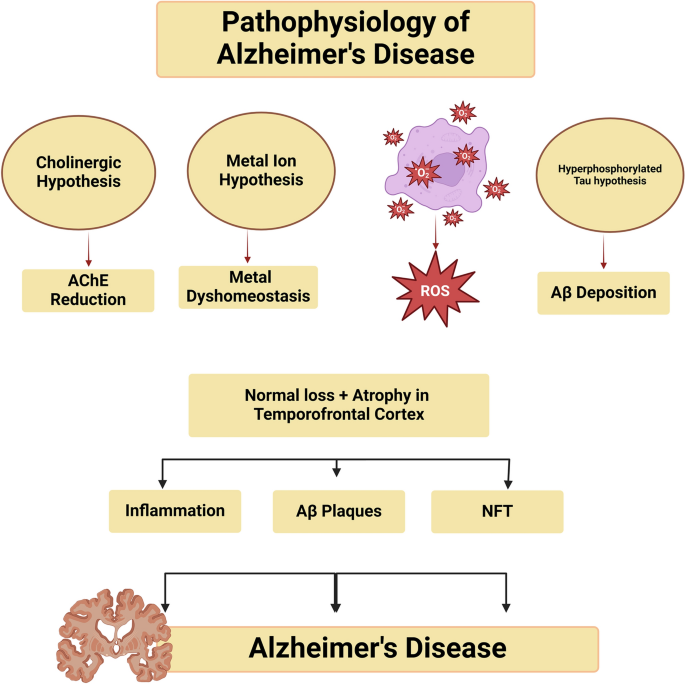 Pathophysiology of
Alzheimer's Disease
Cholinergic
Hypothesis
Metal Ion
Hypothesis
Hyperphosphorylated
Tau hypothesis
AChE
Reduction
Metal
Dyshomeostasis
ROS
Aβ Deposition
Normal loss + Atrophy in
Temporofrontal Cortex
Inflammation
Aβ Plaques
NFT
Alzheimer's Disease